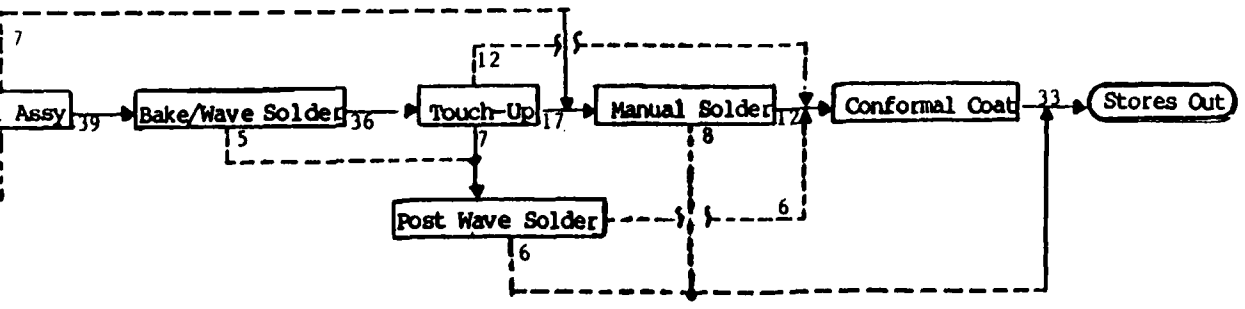 7
12
Assy 39 Bake/Wave Solder 36 Touch-Up 17 Manual Solder 12 Conformal Coat 33 Stores Out
5 7 8
Post Wave Solder 6
6